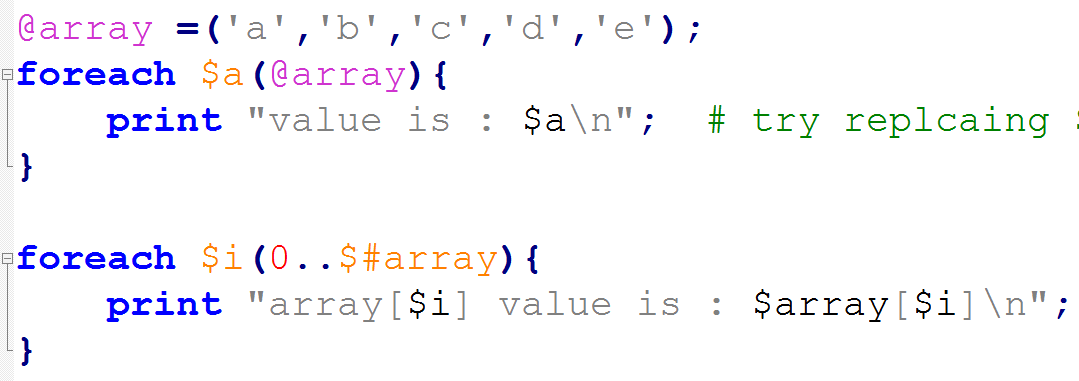 @array =('a','b','c','d','e');
foreach $a(@array){
    print "value is : $a\n";  # try replcaing
}
foreach $i(0..$#array){
    print "array[$i] value is : $array[$i]\n";
}